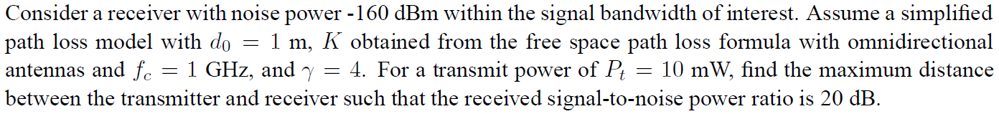 Consider a receiver with noise power -160 dBm within the signal bandwidth of interest. Assume a simplified
path loss model with d₀ = 1 m, K obtained from the free space path loss formula with omnidirectional
antennas and f_c = 1 GHz, and γ = 4. For a transmit power of P_t = 10 mW, find the maximum distance
between the transmitter and receiver such that the received signal-to-noise power ratio is 20 dB.